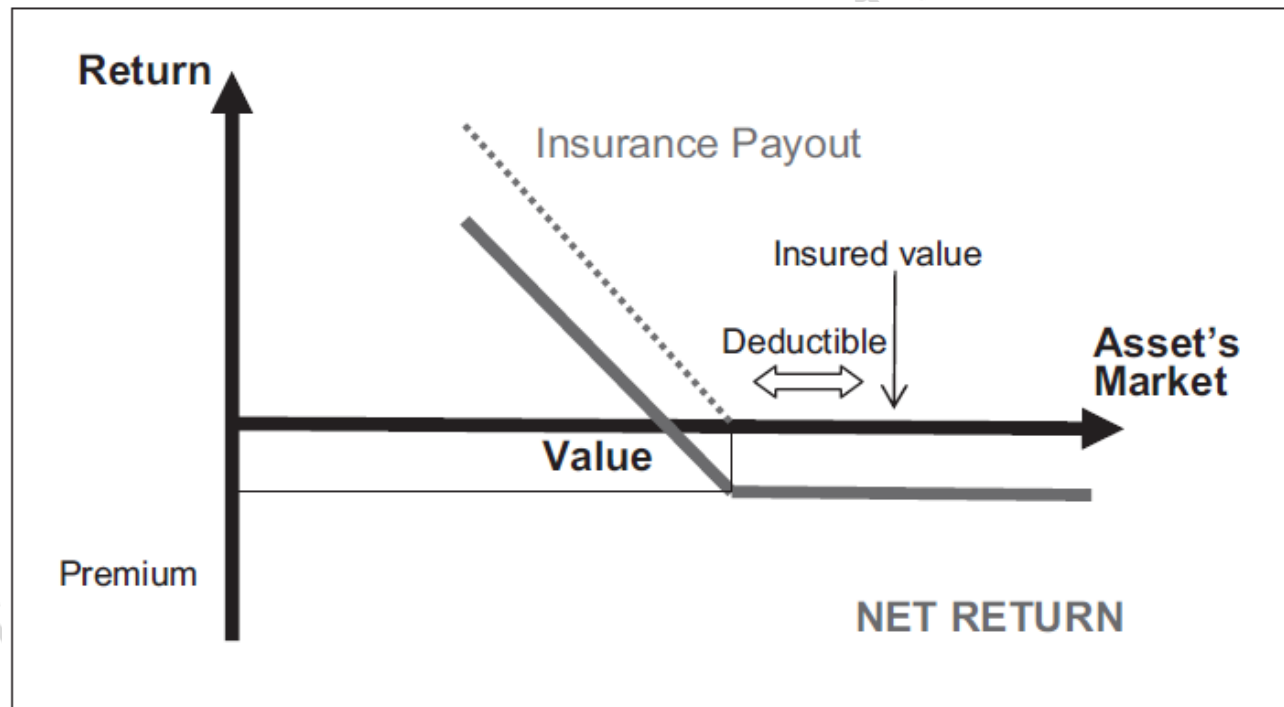 Return
Insurance Payout
Insured value
Deductible
Asset's
Market
Value
Premium
NET RETURN